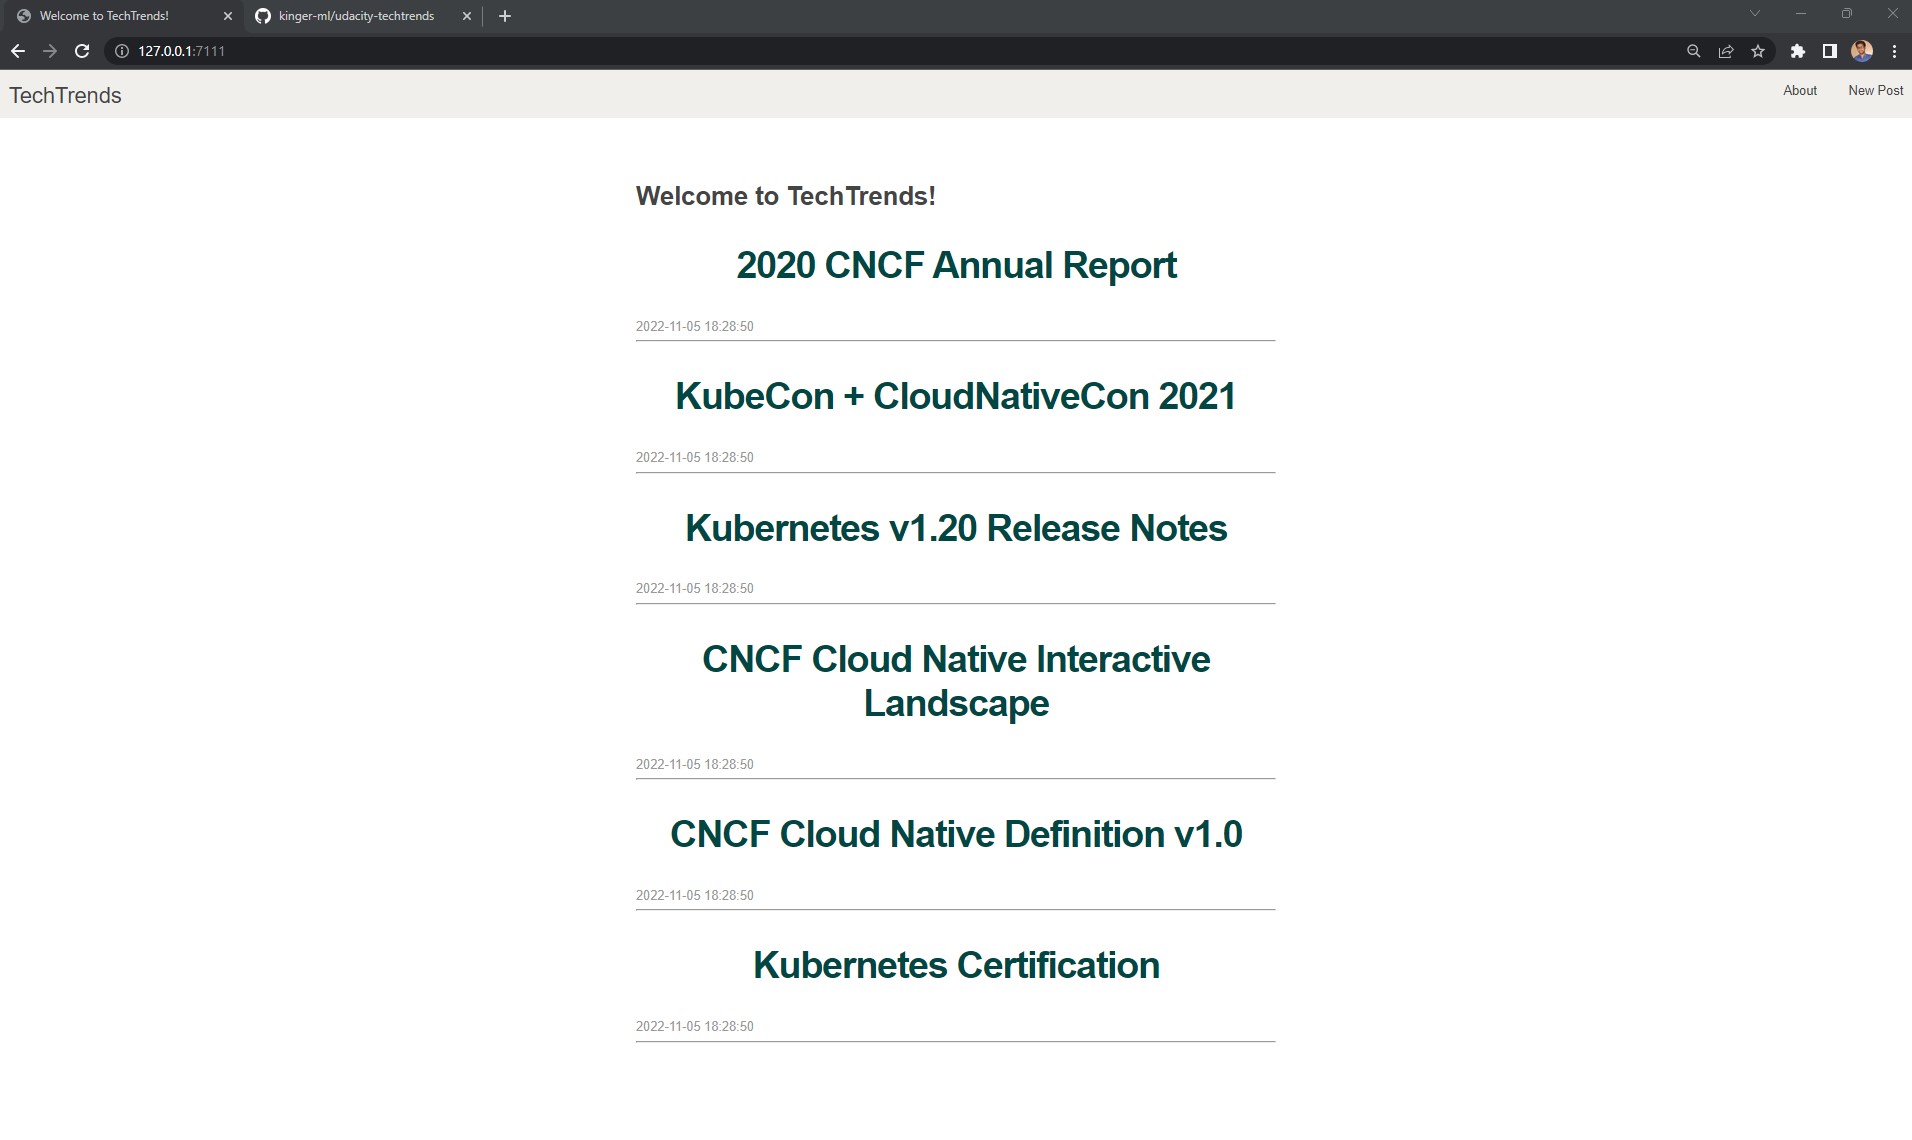 Welcome to TechTrends!
kinger-ml/udacity-techtrends
127.0.0.1:7111
TechTrends
About
New Post
Welcome to TechTrends!
2020 CNCF Annual Report
2022-11-05 18:28:50
KubeCon + CloudNativeCon 2021
2022-11-05 18:28:50
Kubernetes v1.20 Release Notes
2022-11-05 18:28:50
CNCF Cloud Native Interactive
Landscape
2022-11-05 18:28:50
CNCF Cloud Native Definition v1.0
2022-11-05 18:28:50
Kubernetes Certification
2022-11-05 18:28:50